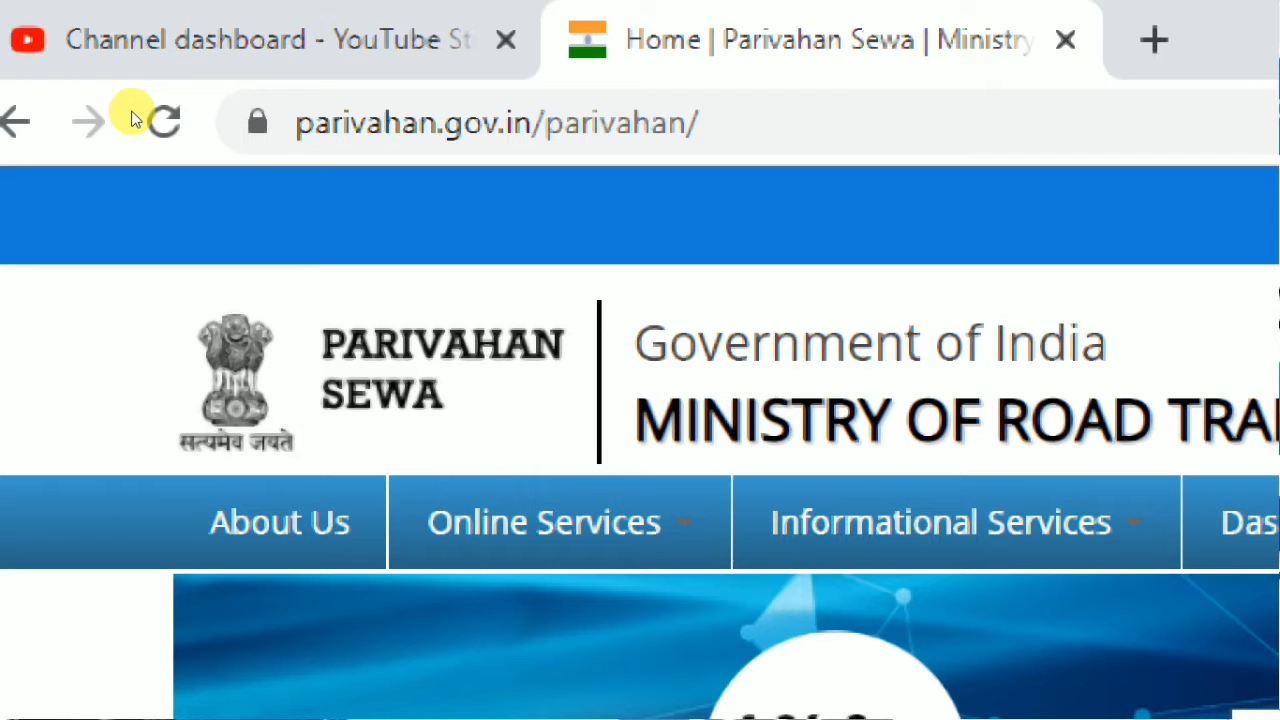 Channel dashboard - YouTube St
Home | Parivahan Sewa | Ministry
parivahan.gov.in/parivahan/
PARIVAHAN
SEWA
सत्यमेव जयते
Government of India
MINISTRY OF ROAD TRA
About Us
Online Services
Informational Services
Das